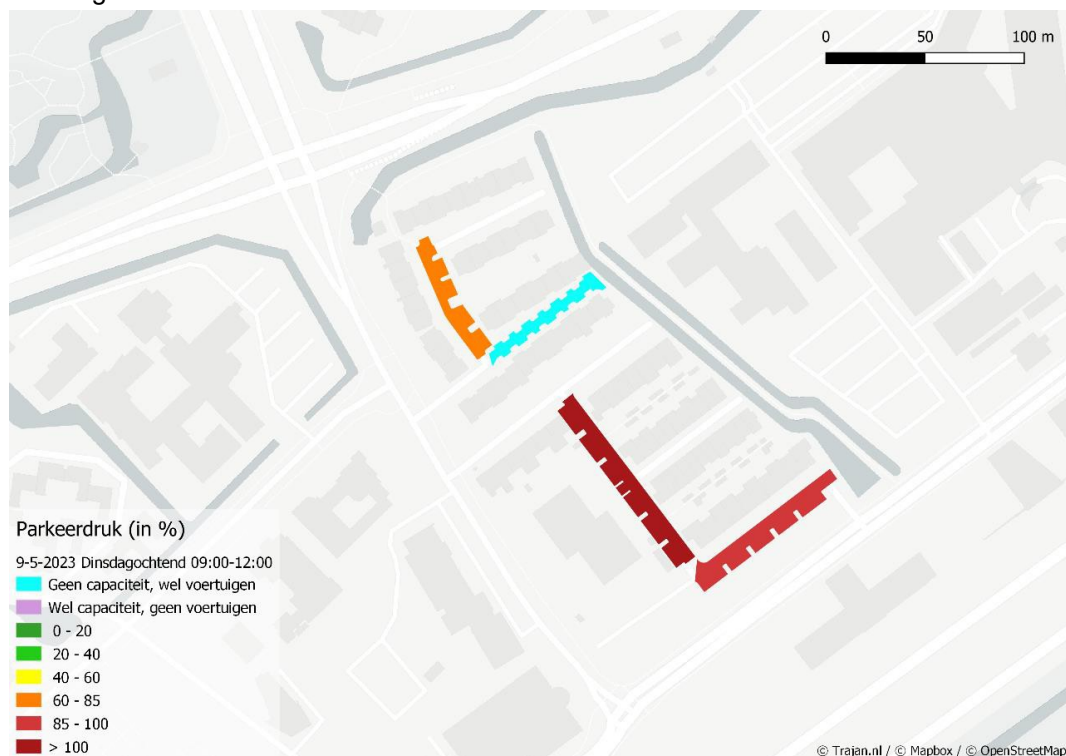 0 50 100 m
Parkeerdruk (in %)
9-5-2023 Dinsdagochtend 09:00-12:00
Geen capaciteit, wel voertuigen
Wel capaciteit, geen voertuigen
0 - 20
20 - 40
40 - 60
60 - 85
85 - 100
> 100
© Trajan.nl / © Mapbox / © OpenStreetMap